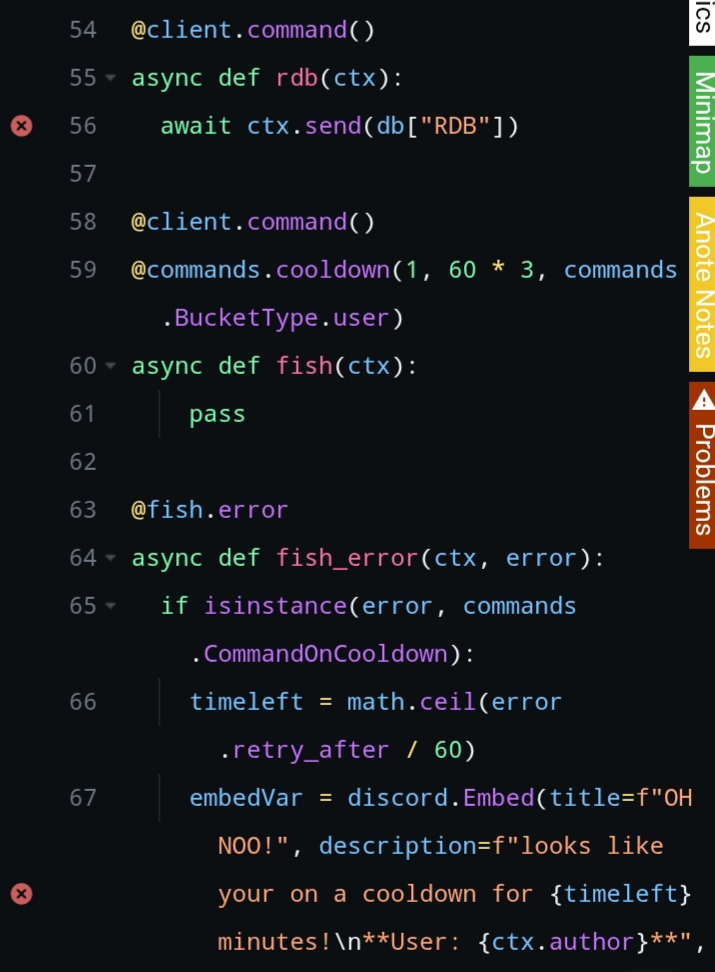 54 @client.command()
55 async def rdb(ctx):
56 await ctx.send(db["RDB"])
57
58 @client.command()
59 @commands.cooldown(1, 60 * 3, commands
.BucketType.user)
60 async def fish(ctx):
61 pass
62
63 @fish.error
64 async def fish_error(ctx, error):
65 if isinstance(error, commands
.CommandOnCooldown):
66 timeleft = math.ceil(error
.retry_after / 60)
67 embedVar = discord.Embed(title=f"OH
NOO!", description=f"looks like
your on a cooldown for {timeleft}
minutes!\n**User: {ctx.author}**",
ics
Minimap
Anote Notes
Problems